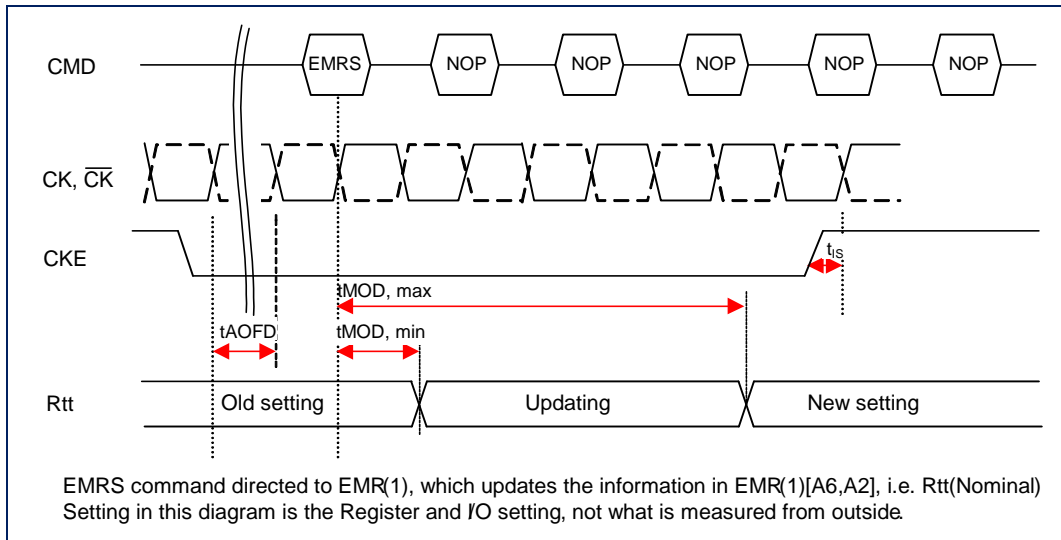 CMD EMRS NOP NOP NOP NOP NOP
CK, CK
CKE
tIS
tMOD, max
tAOFD
tMOD, min
Rtt Old setting Updating New setting
EMRS command directed to EMR(1), which updates the information in EMR(1)[A6,A2], i.e. Rtt(Nominal)
Setting in this diagram is the Register and I/O setting, not what is measured from outside.